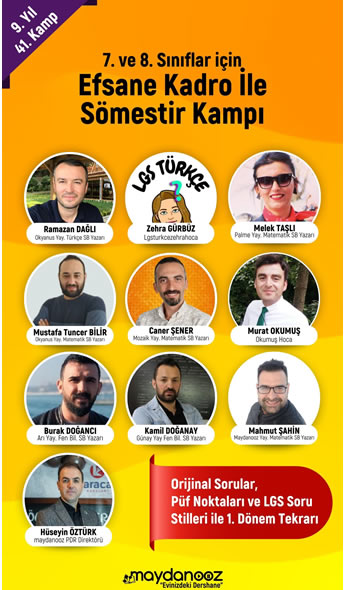 9. Yıl
41. Kamp
7. ve 8. Sınıflar için
Efsane Kadro İle
Sömestir Kampı
LGS TÜRKÇE
Ramazan DAĞLI
Okyanus Yay. Türkçe SB Yazarı
Zehra GÜRBÜZ
Lgsturkcezehrahoca
Melek TAŞLI
Palme Yay. Matematik SB Yazarı
Mustafa Tuncer BİLİR
Okyanus Yay. Matematik SB Yazarı
Caner ŞENER
Mozaik Yay. Matematik SB Yazarı
Murat OKUMUŞ
Okumuş Hoca
Burak DOĞANCI
Arı Yay. Fen Bil. SB Yazarı
Kamil DOĞANAY
Günay Yay Fen Bil. SB Yazarı
Mahmut ŞAHİN
Maydanooz Yay. Matematik SB Yazarı
karaca
Hüseyin ÖZTÜRK
maydanooz PDR Direktörü
Orijinal Sorular,
Püf Noktaları ve LGS Soru
Stilleri ile 1. Dönem Tekrarı
maydanooz
"Evinizdeki Dershane"